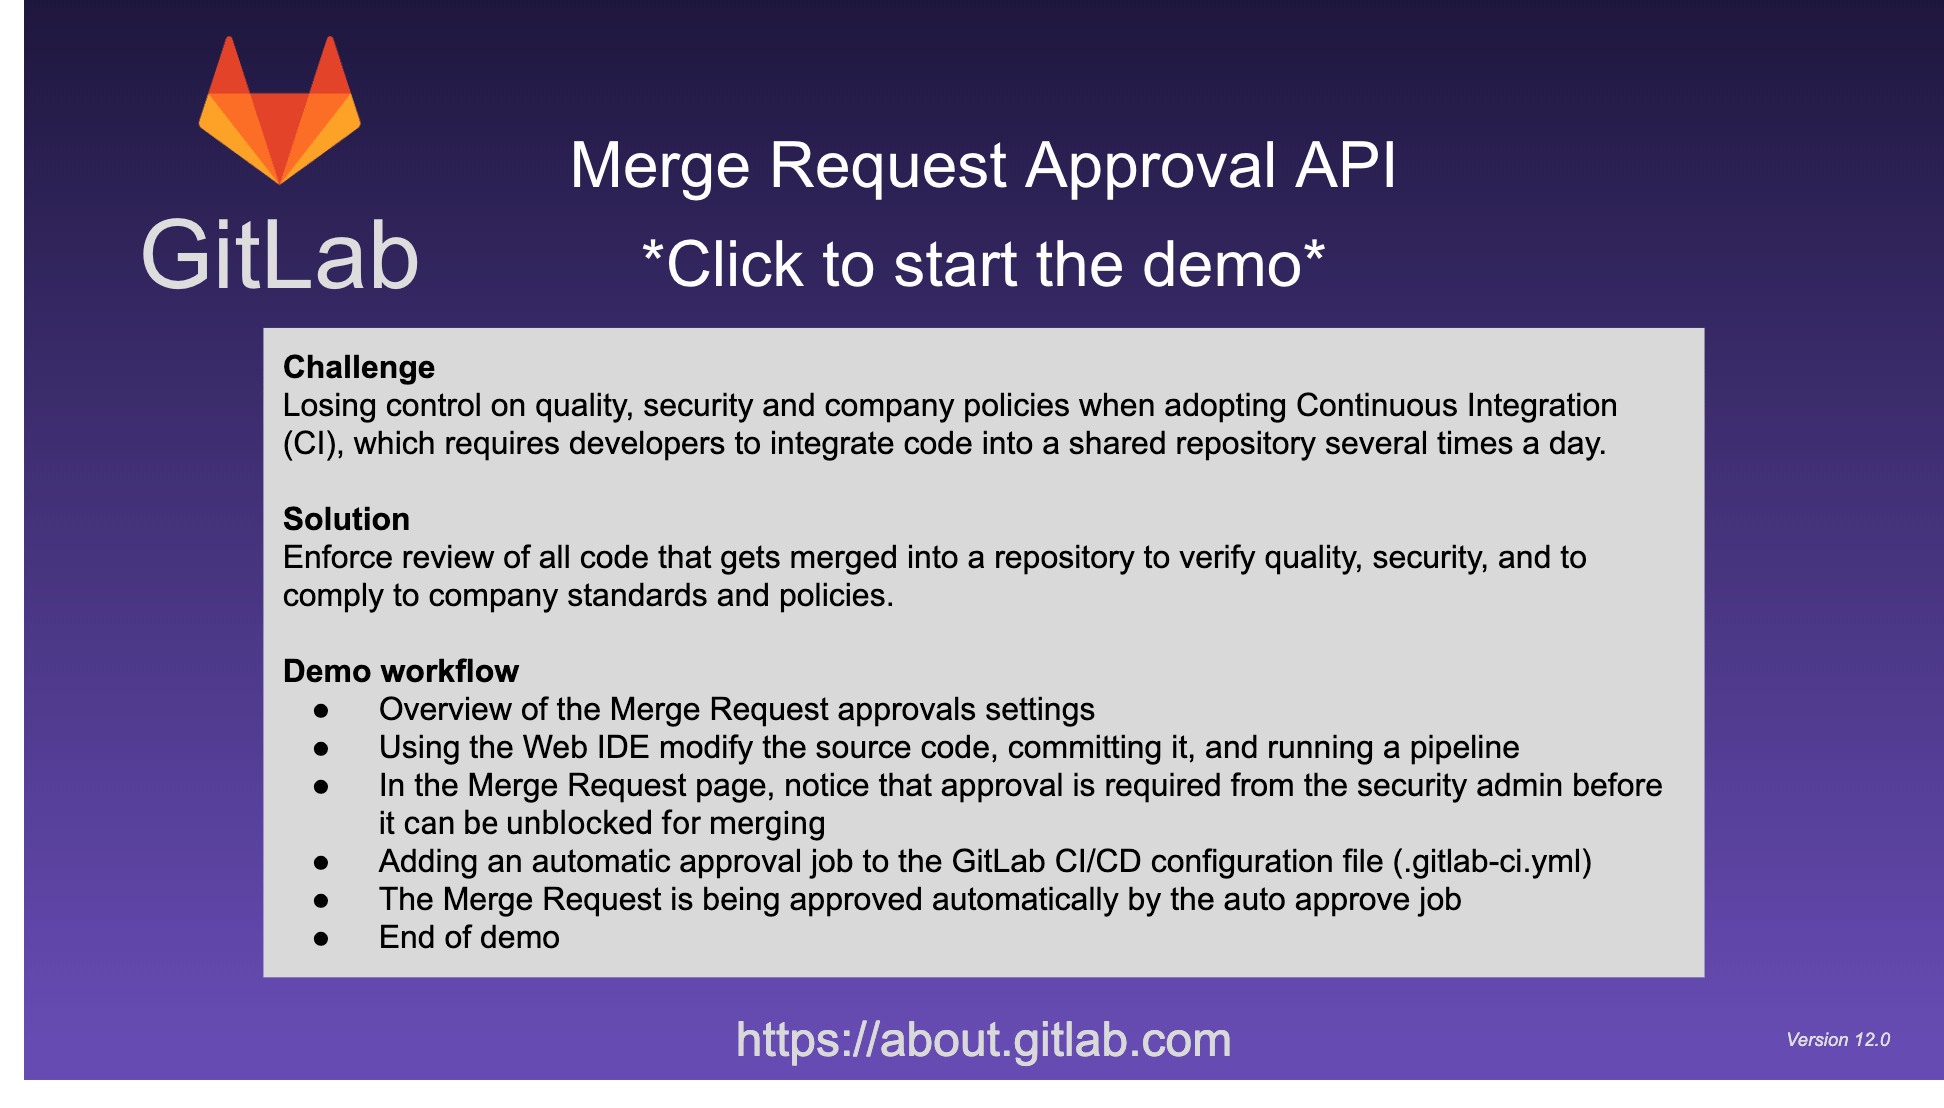 GitLab
Merge Request Approval API
*Click to start the demo*
Challenge
Losing control on quality, security and company policies when adopting Continuous Integration
(CI), which requires developers to integrate code into a shared repository several times a day.
Solution
Enforce review of all code that gets merged into a repository to verify quality, security, and to
comply to company standards and policies.
Demo workflow
● Overview of the Merge Request approvals settings
● Using the Web IDE modify the source code, committing it, and running a pipeline
● In the Merge Request page, notice that approval is required from the security admin before
it can be unblocked for merging
● Adding an automatic approval job to the GitLab CI/CD configuration file (.gitlab-ci.yml)
● The Merge Request is being approved automatically by the auto approve job
● End of demo
https://about.gitlab.com
Version 12.0